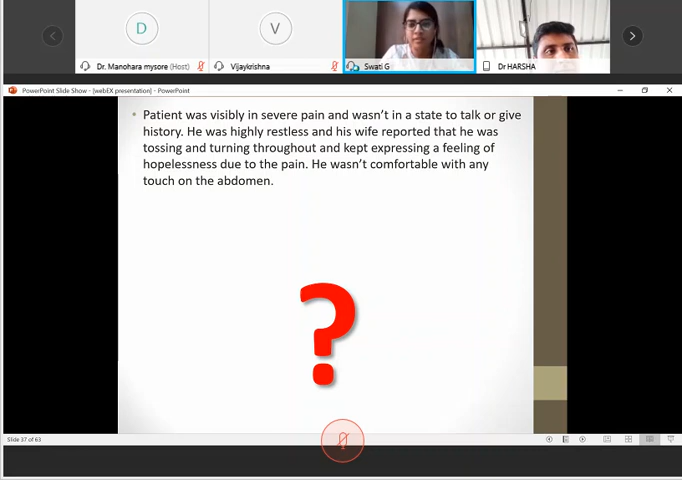 D
V
Dr. Manohara mysore (Host)
Vijaykrishna
Swati G
Dr HARSHA
PowerPoint Slide Show - [webEX presentation] - PowerPoint
• Patient was visibly in severe pain and wasn't in a state to talk or give
history. He was highly restless and his wife reported that he was
tossing and turning throughout and kept expressing a feeling of
hopelessness due to the pain. He wasn't comfortable with any
touch on the abdomen.
?
Slide 37 of 63